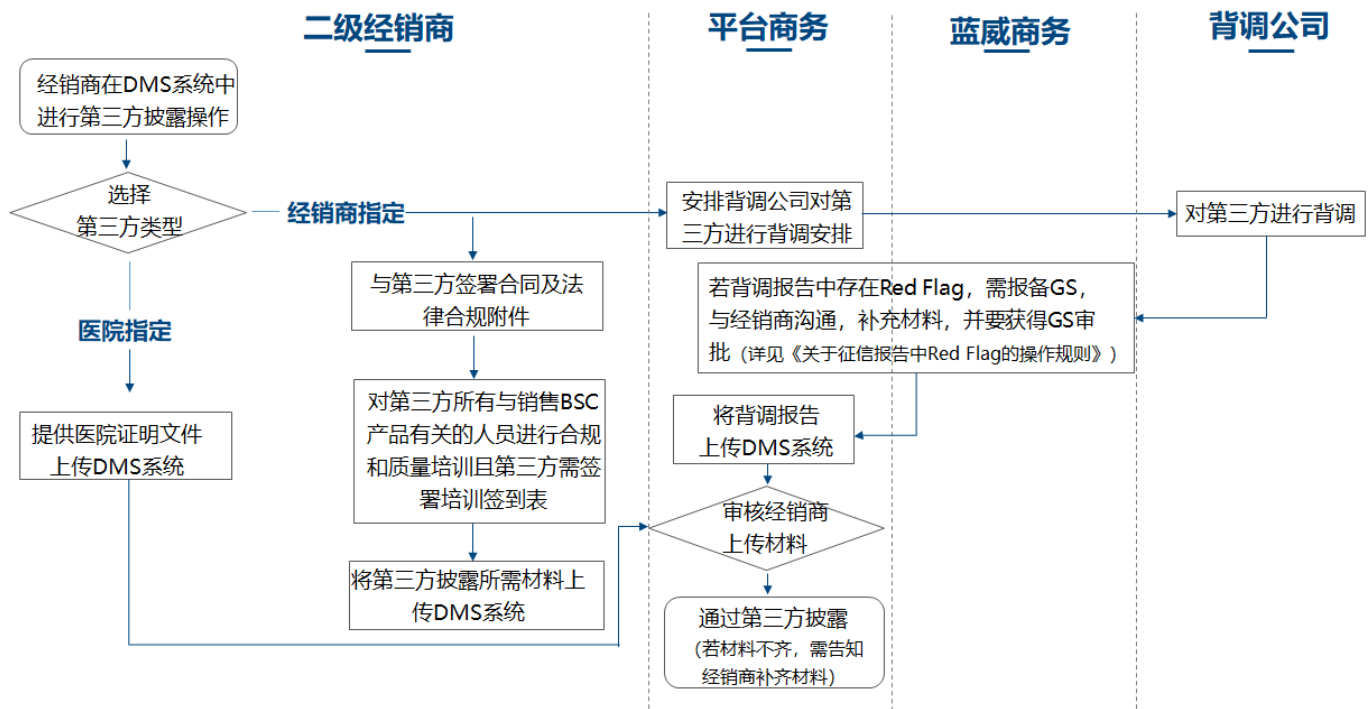 二级经销商
平台商务
蓝威商务
背调公司
经销商在DMS系统中
进行第三方披露操作
选择
第三方类型
经销商指定
安排背调公司对第
三方进行背调安排
对第三方进行背调
与第三方签署合同及法
律合规附件
若背调报告中存在Red Flag，需报备GS，
与经销商沟通，补充材料，并要获得GS审
批（详见《关于征信报告中Red Flag的操作规则》）
医院指定
对第三方所有与销售BSC
产品有关的人员进行合规
和质量培训且第三方需签
署培训签到表
提供医院证明文件
上传DMS系统
将背调报告
上传DMS系统
审核经销商
上传材料
将第三方披露所需材料上
传DMS系统
通过第三方披露
（若材料不齐，需告知
经销商补齐材料）